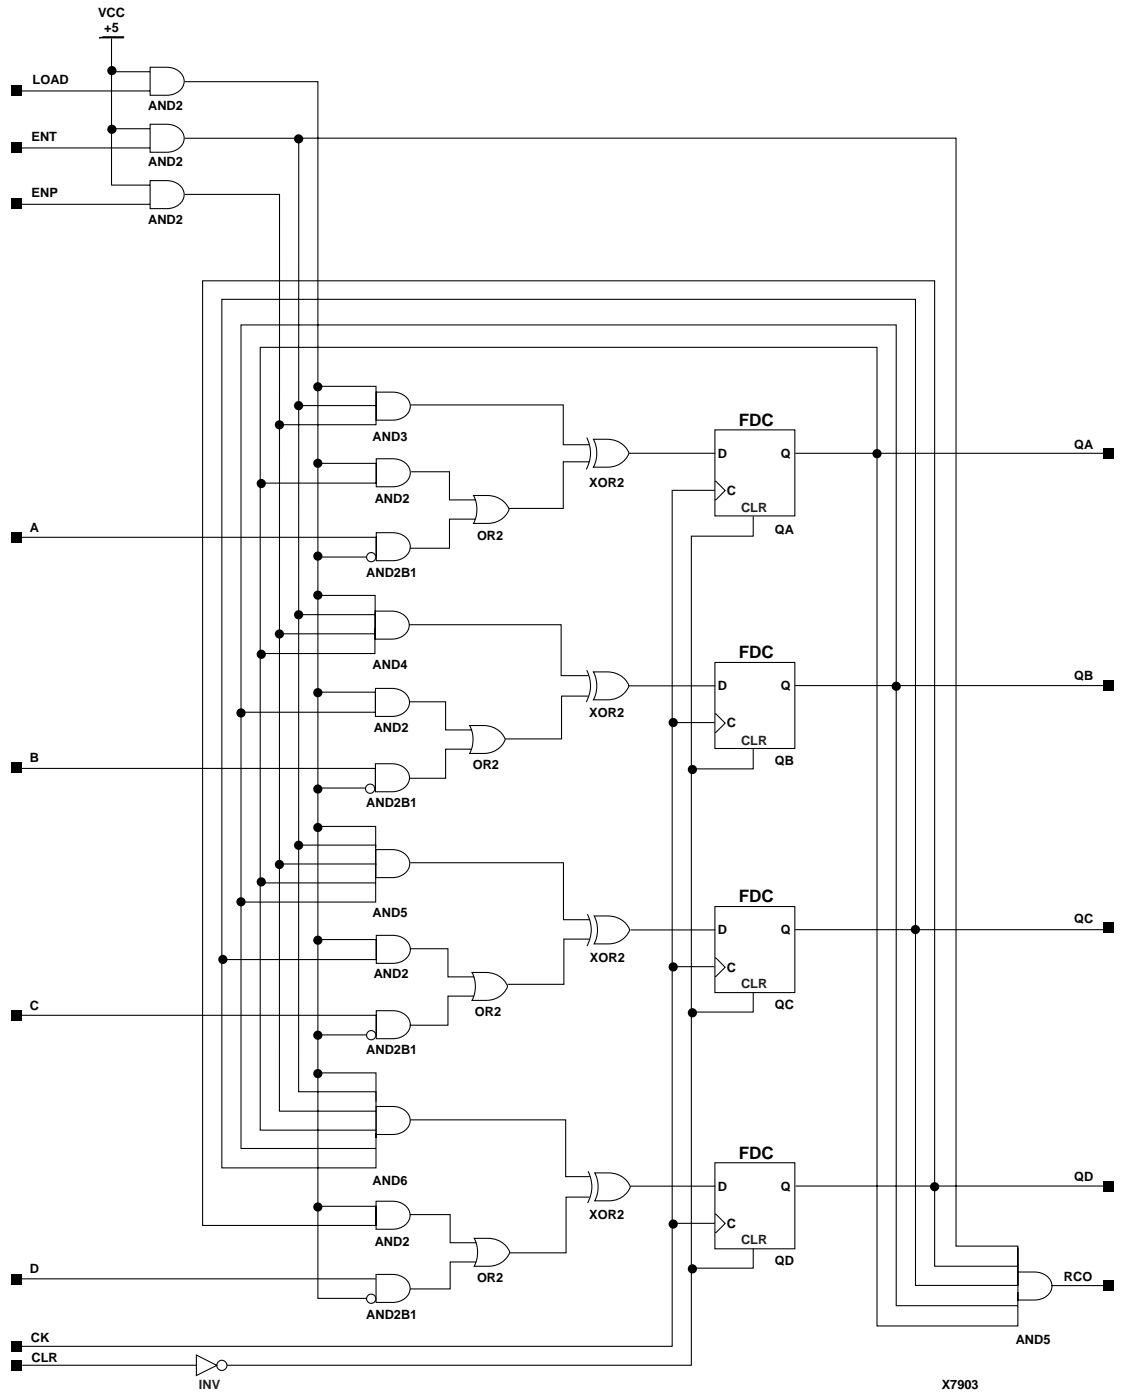 VCC
+5
LOAD
AND2
ENT
AND2
ENP
AND2
AND3
FDC
D
Q
QA
AND2
XOR2
C
CLR
QA
OR2
A
AND2B1
AND4
FDC
D
Q
QB
AND2
XOR2
C
CLR
QB
OR2
B
AND2B1
AND5
FDC
D
Q
QC
AND2
XOR2
C
CLR
QC
OR2
C
AND2B1
AND6
FDC
D
Q
QD
AND2
XOR2
C
CLR
QD
OR2
D
AND2B1
RCO
AND5
CK
CLR
INV
X7903